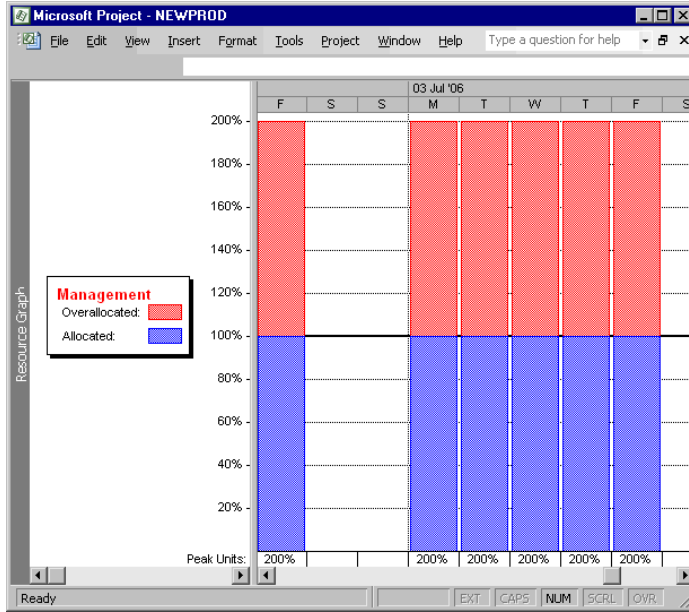 Microsoft Project - NEWPROD
File Edit View Insert Format Tools Project Window Help Type a question for help
03 Jul '06
F S S M T W T F S
200%
180%
160%
140%
120%
100%
80%
60%
40%
20%
Resource Graph
Management
Overallocated:
Allocated:
Peak Units: 200% 200% 200% 200% 200% 200%
Ready EXT CAPS NUM SCRL OVR